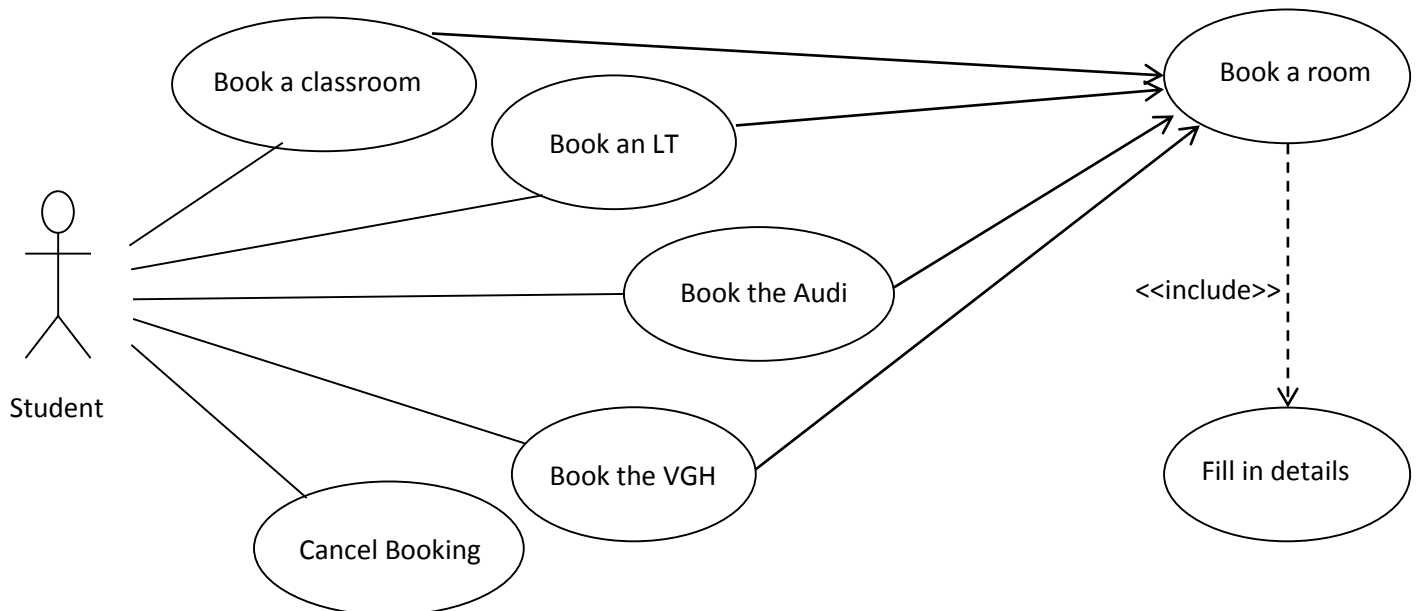 Book a classroom
Book a room
Book an LT
Book the Audi
<<include>>
Student
Book the VGH
Fill in details
Cancel Booking